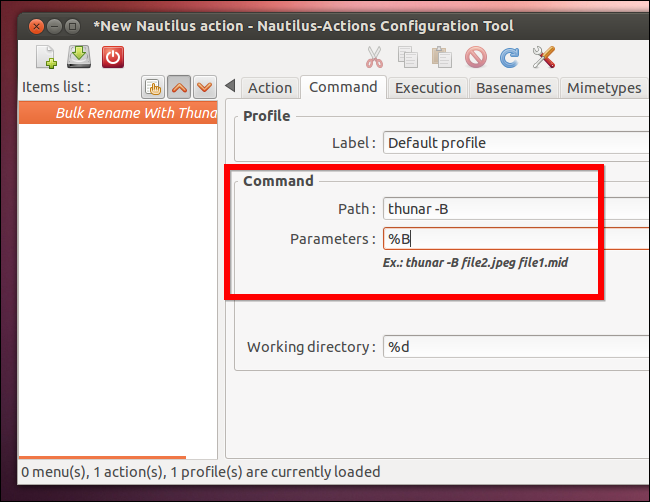 *New Nautilus action - Nautilus-Actions Configuration Tool
Items list :
Action Command Execution Basenames Mimetypes
Bulk Rename With Thuna
Profile
Label : Default profile
Command
Path : thunar -B
Parameters : %B
Ex.: thunar -B file2.jpeg file1.mid
Working directory : %d
0 menu(s), 1 action(s), 1 profile(s) are currently loaded